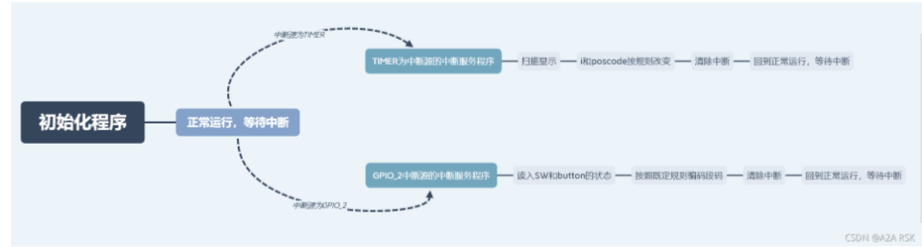 中断源为TIMER
TIMER为中断源的中断服务程序
扫描显示
i和poscode按规则改变
清除中断
回到正常运行，等待中断
初始化程序
正常运行，等待中断
GPIO_2中断源的中断服务程序
读入SW和button的状态
按照既定规则编码段码
清除中断
回到正常运行，等待中断
中断源为GPIO_2
CSDN @A2A RSK